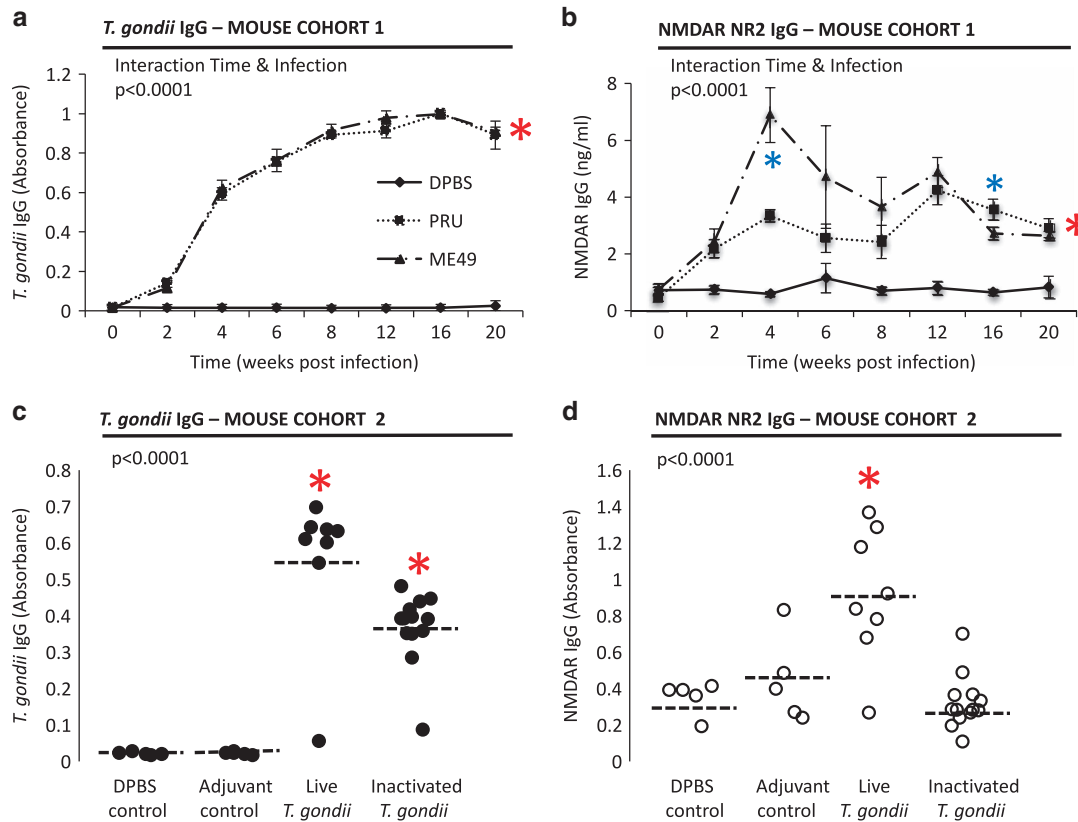 a
T. gondii IgG – MOUSE COHORT 1
Interaction Time & Infection
p<0.0001
T. gondii IgG (Absorbance)
1.2
1
0.8
0.6
0.4
0.2
0
DPBS
PRU
ME49
*
0 2 4 6 8 12 16 20
Time (weeks post infection)
b
NMDAR NR2 IgG – MOUSE COHORT 1
Interaction Time & Infection
p<0.0001
NMDAR IgG (ng/ml)
8
6
4
2
0
*
*
*
0 2 4 6 8 12 16 20
Time (weeks post infection)
c
T. gondii IgG – MOUSE COHORT 2
p<0.0001
T. gondii IgG (Absorbance)
0.8
0.7
0.6
0.5
0.4
0.3
0.2
0.1
0
*
*
DPBS Adjuvant Live Inactivated
control control T. gondii T. gondii
d
NMDAR NR2 IgG – MOUSE COHORT 2
p<0.0001
NMDAR IgG (Absorbance)
1.6
1.4
1.2
1
0.8
0.6
0.4
0.2
0
*
DPBS Adjuvant Live Inactivated
control control T. gondii T. gondii